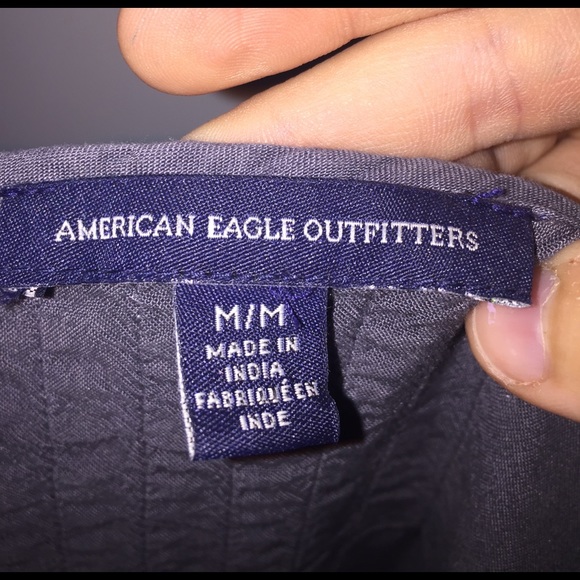 AMERICAN EAGLE OUTFITTERS
M/M
MADE IN
INDIA
FABRIQUÉ EN
INDE